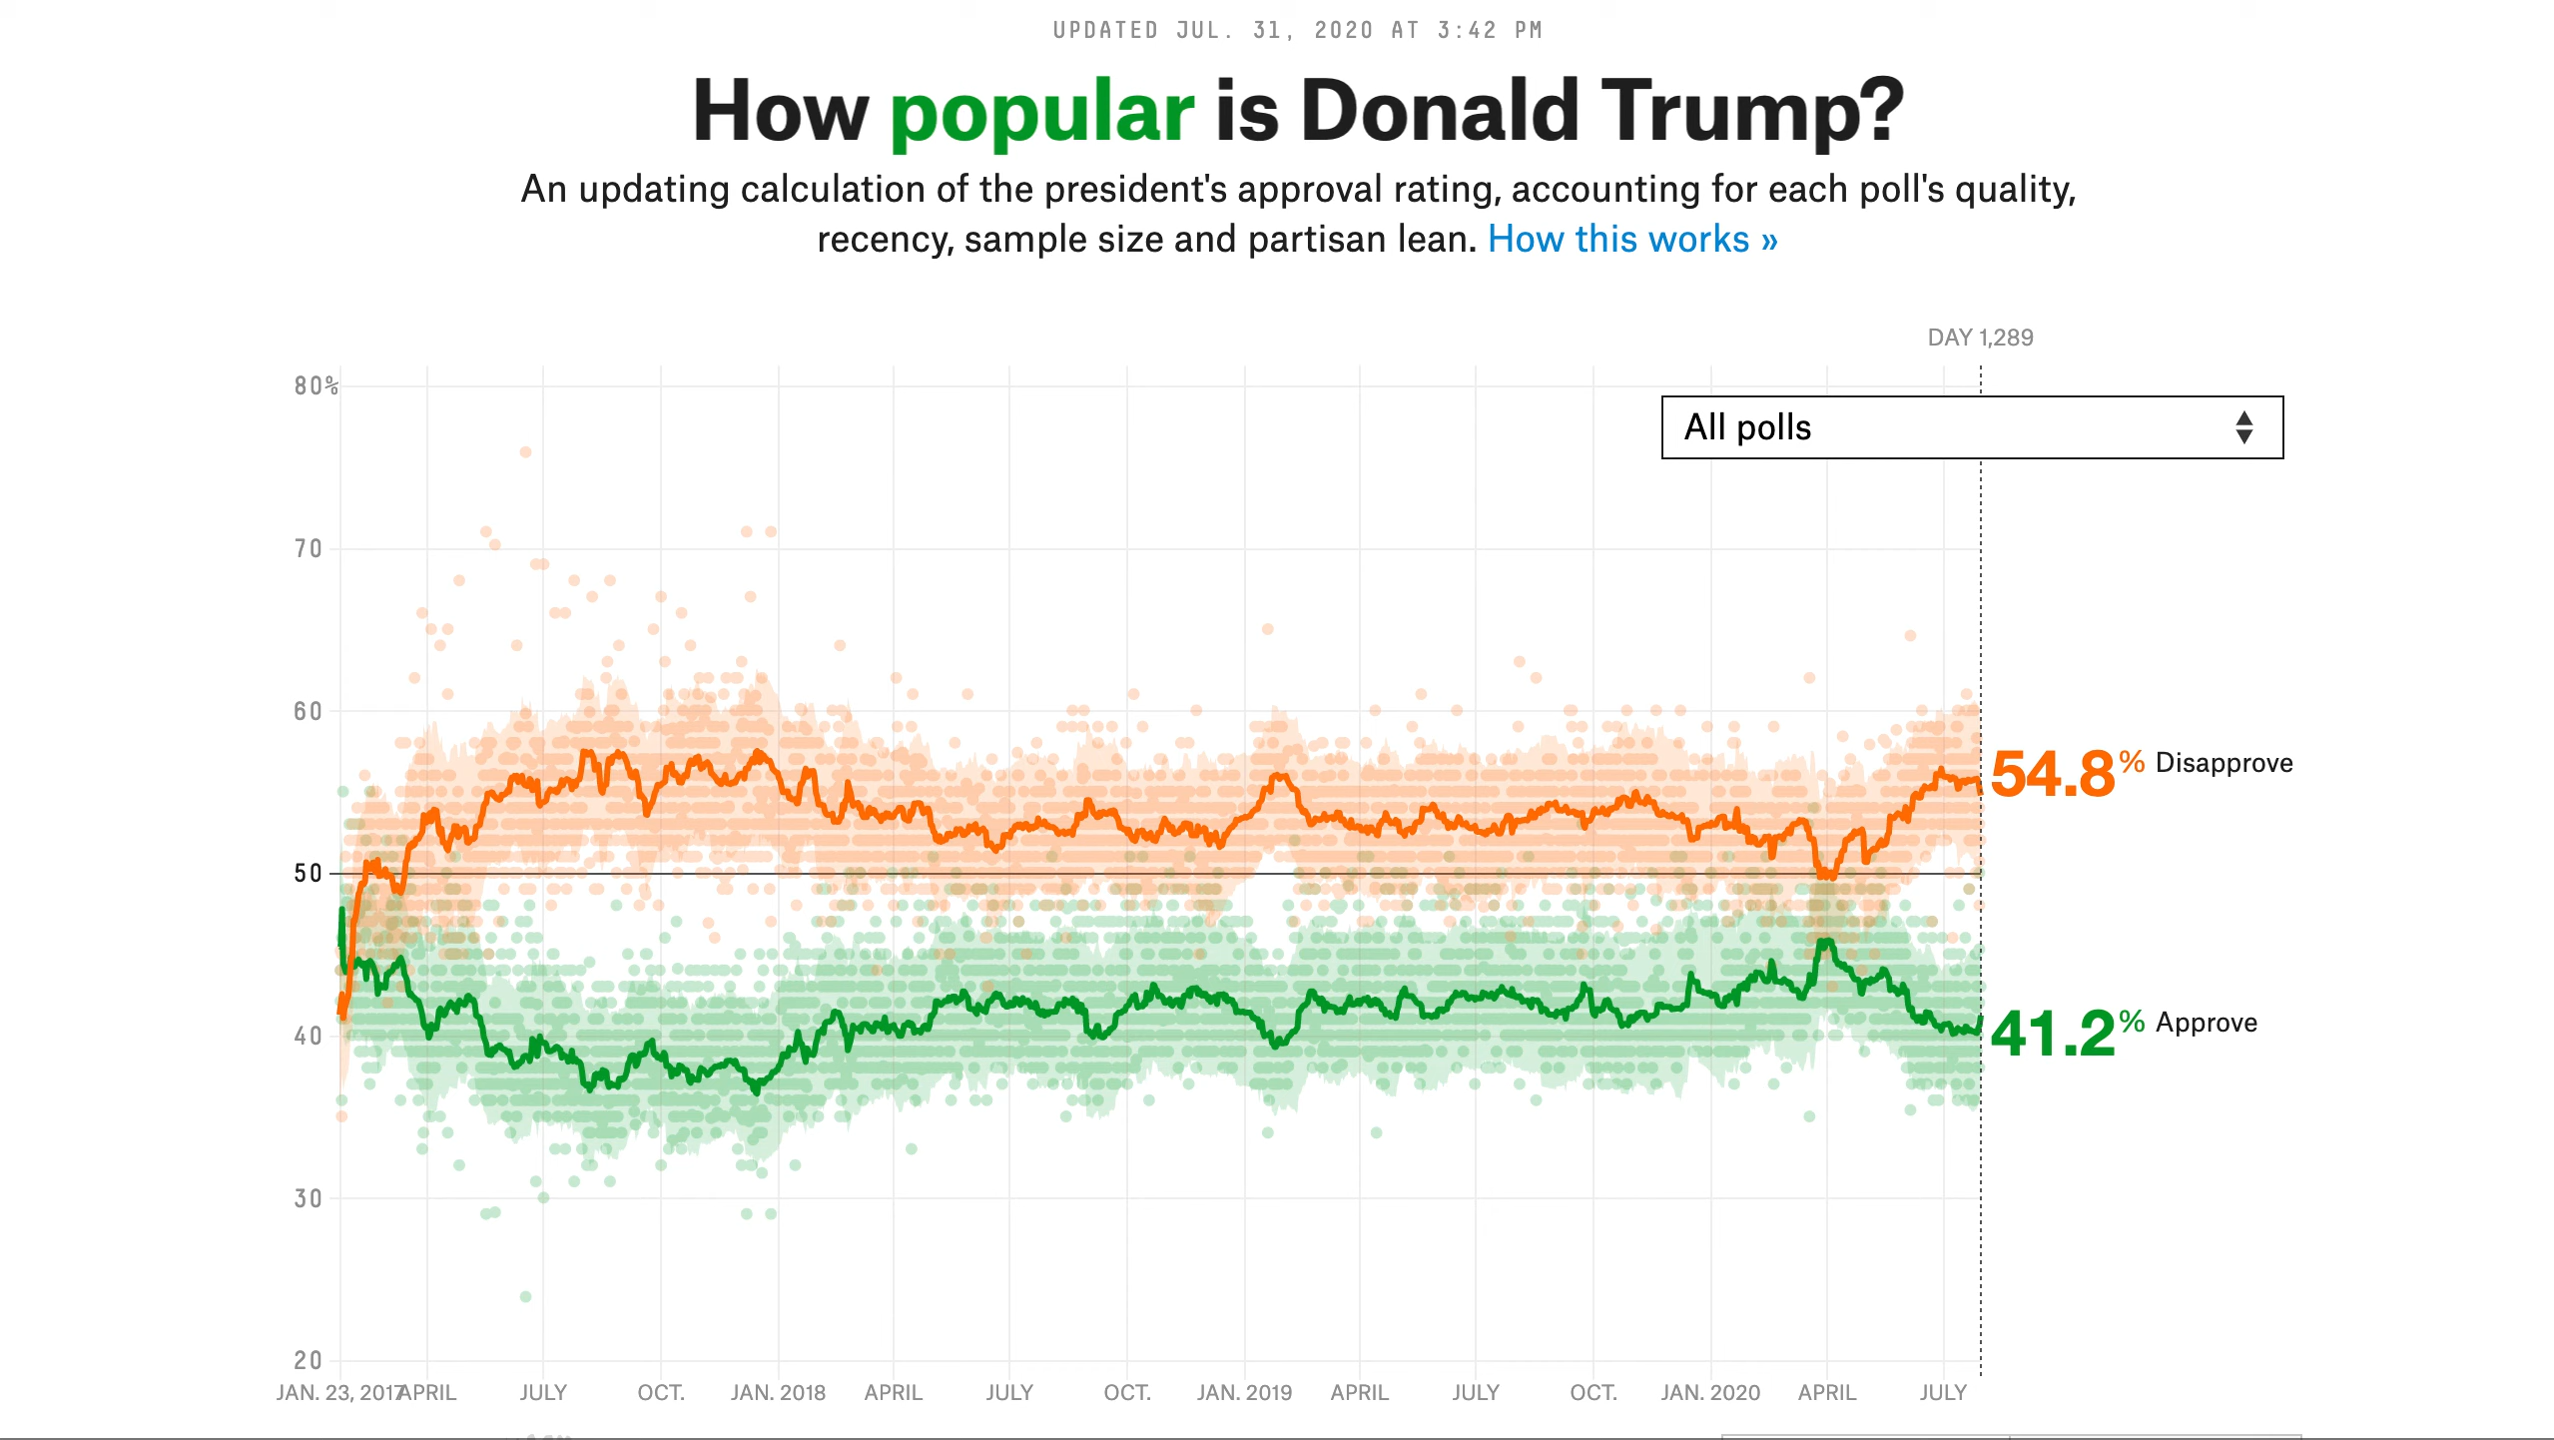 UPDATED JUL. 31, 2020 AT 3:42 PM
How popular is Donald Trump?
An updating calculation of the president's approval rating, accounting for each poll's quality,
recency, sample size and partisan lean. How this works »
DAY 1,289
80%
All polls
70
60
54.8% Disapprove
50
41.2% Approve
40
30
20
JAN. 23, 2017 APRIL JULY OCT. JAN. 2018 APRIL JULY OCT. JAN. 2019 APRIL JULY OCT. JAN. 2020 APRIL JULY